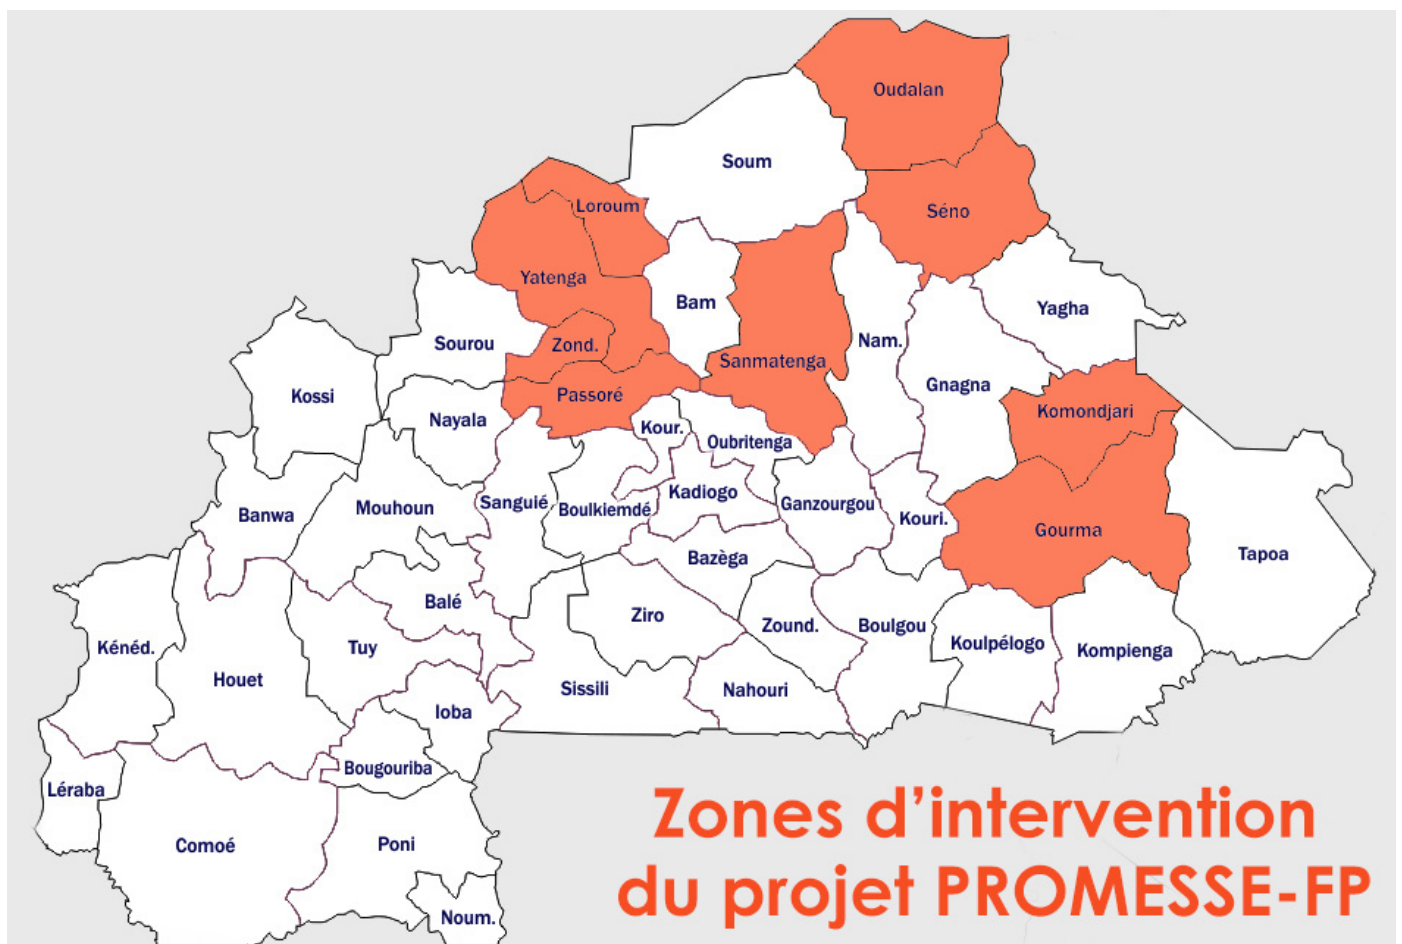 Oudalan
Soum
Loroum
Séno
Yatenga
Bam
Yagha
Sourou
Zond.
Nam.
Sanmatenga
Kossi
Passoré
Gnagna
Komondjari
Nayala
Kour.
Oubritenga
Banwa
Mouhoun
Sanguié
Boulkiemdé
Kadiogo
Ganzourgou
Kouri.
Gourma
Tapoa
Bazèga
Balé
Ziro
Zound.
Boulgou
Koulpélogo
Kompienga
Kénéd.
Tuy
Houet
Sissili
Nahouri
Ioba
Bougouriba
Léraba
Comoé
Poni
Noum.
Zones d'intervention
du projet PROMESSE-FP